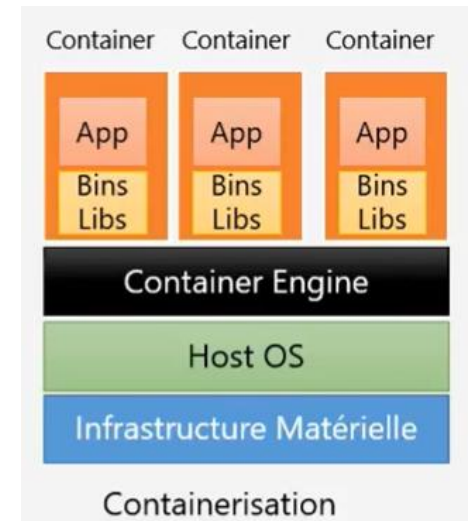 Container Container Container
App App App
Bins Bins Bins
Libs Libs Libs
Container Engine
Host OS
Infrastructure Matérielle
Containerisation